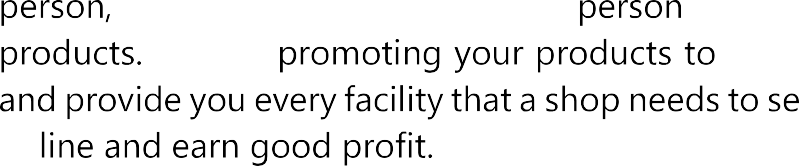 person, person
products. promoting your products to
and provide you every facility that a shop needs to se
line and earn good profit.